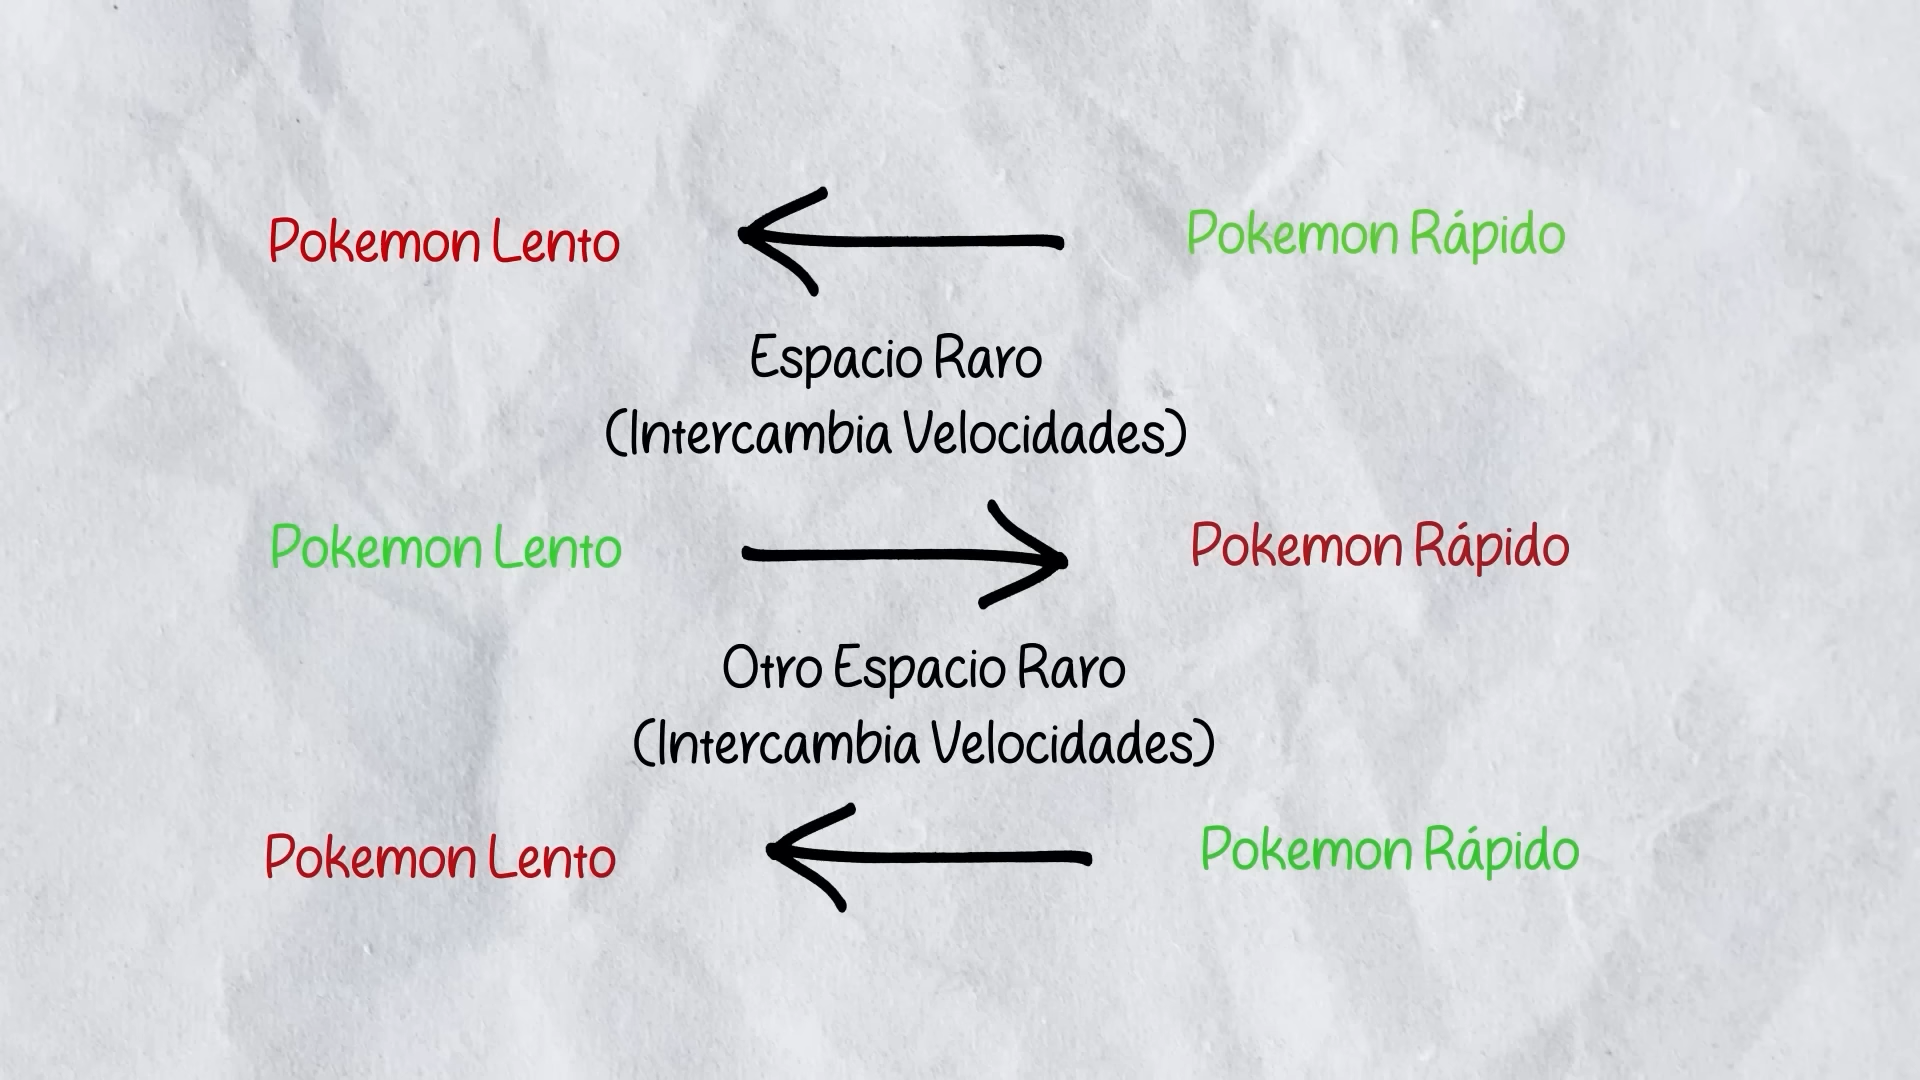 Pokemon Lento
Pokemon Rápido
Espacio Raro
(Intercambia Velocidades)
Pokemon Lento
Pokemon Rápido
Otro Espacio Raro
(Intercambia Velocidades)
Pokemon Lento
Pokemon Rápido